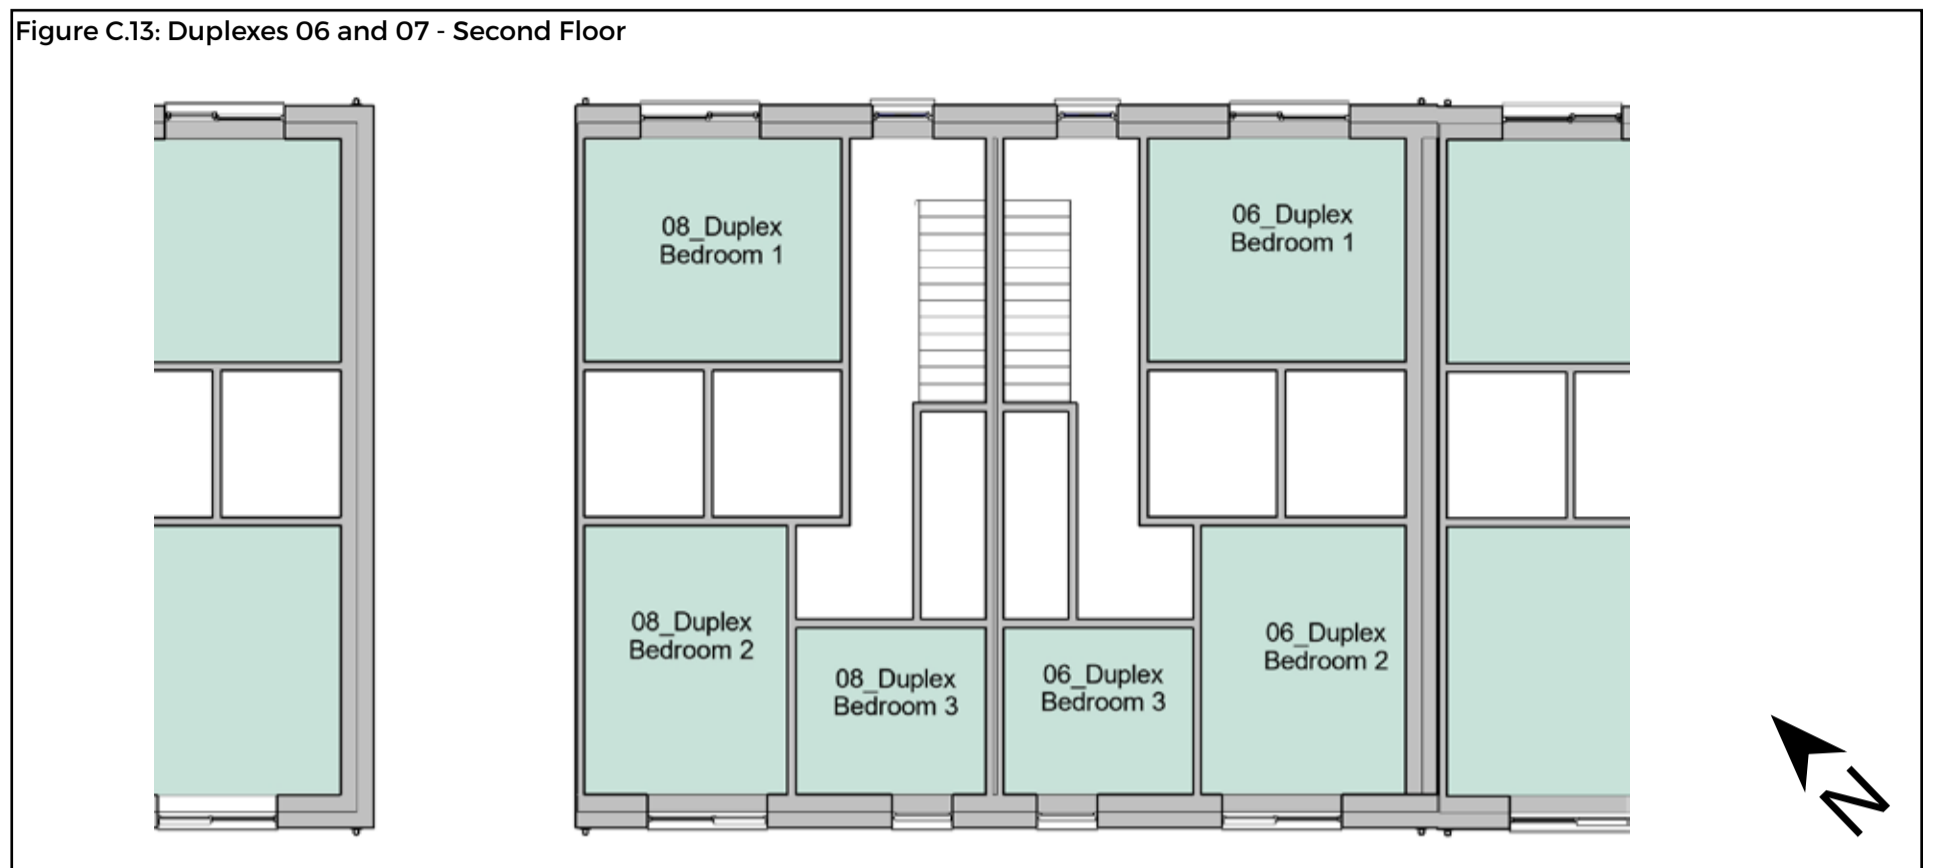 Figure C.13: Duplexes 06 and 07 - Second Floor
08_Duplex
Bedroom 1
06_Duplex
Bedroom 1
08_Duplex
Bedroom 2
08_Duplex
Bedroom 3
06_Duplex
Bedroom 3
06_Duplex
Bedroom 2
N